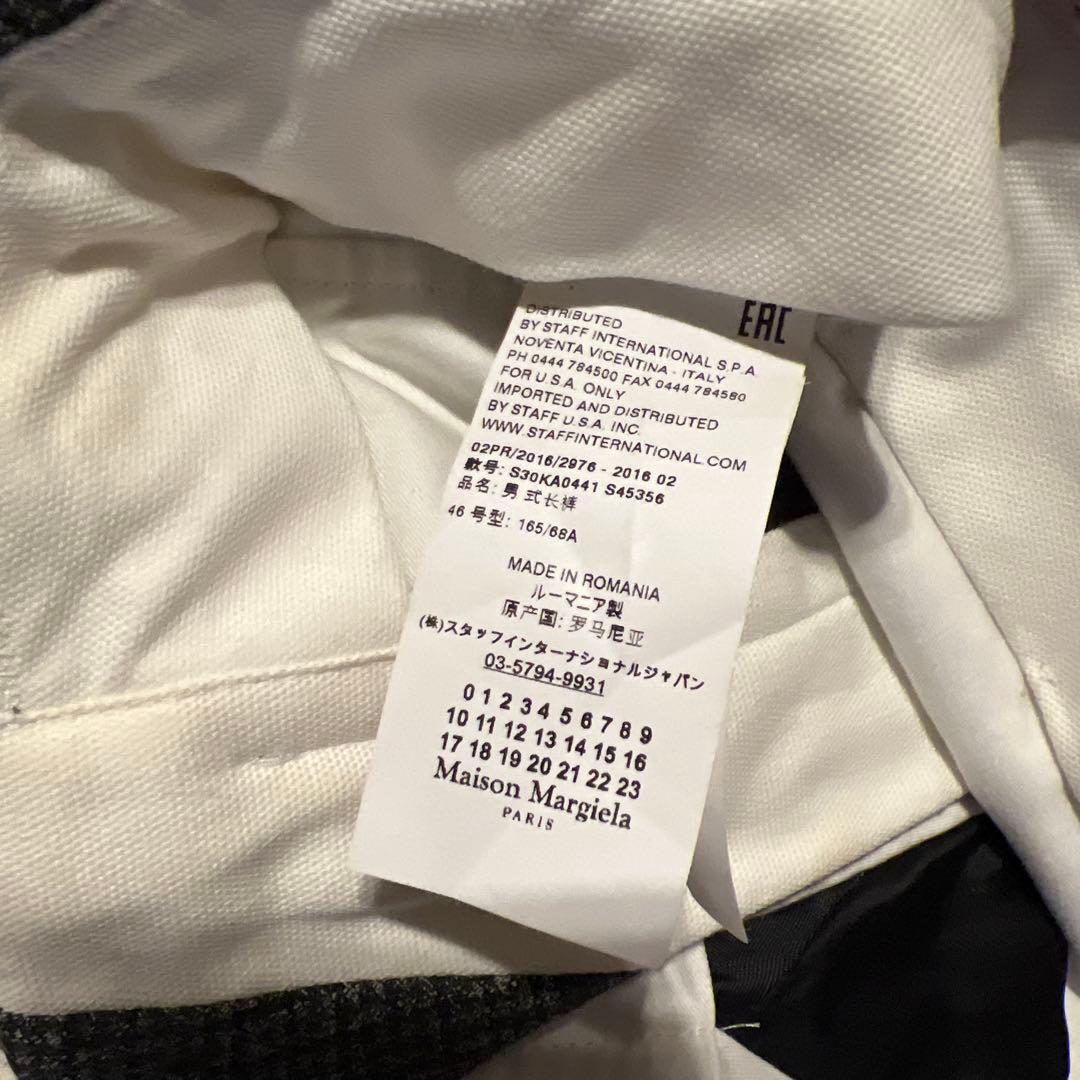 EAC
DISTRIBUTED
BY STAFF INTERNATIONAL S.P.A.
NOVENTA VICENTINA - ITALY
PH 0444 784500 FAX 0444 784580
FOR U.S.A. ONLY
IMPORTED AND DISTRIBUTED
BY STAFF U.S.A. INC.
WWW.STAFFINTERNATIONAL.COM
02PR/2016/2976 - 2016 02
款号: S30KA0441 S45356
品名: 男 式长裤
46 号型: 165/68A
MADE IN ROMANIA
ルーマニア製
原产国: 罗马尼亚
(株)スタッフインターナショナルジャパン
03-5794-9931
0 1 2 3 4 5 6 7 8 9
10 11 12 13 14 15 16
17 18 19 20 21 22 23
Maison Margiela
PARIS